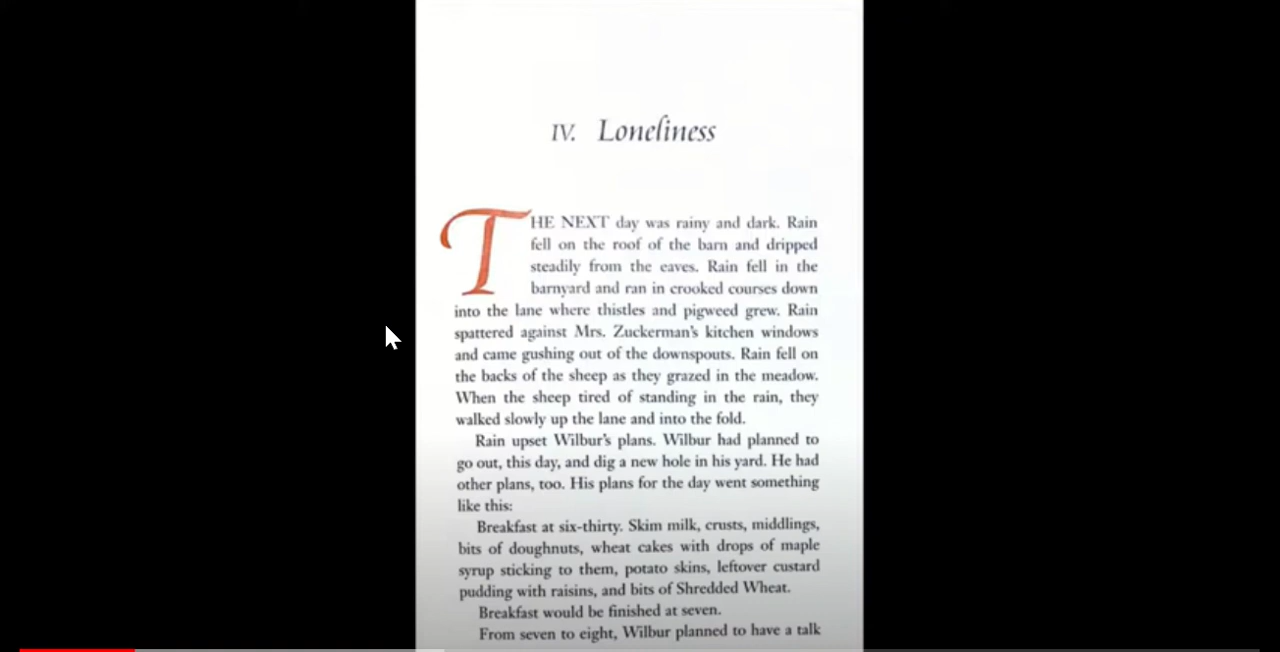 IV. Loneliness
THE NEXT day was rainy and dark. Rain
fell on the roof of the barn and dripped
steadily from the eaves. Rain fell in the
barnyard and ran in crooked courses down
into the lane where thistles and pigweed grew. Rain
spattered against Mrs. Zuckerman's kitchen windows
and came gushing out of the downspouts. Rain fell on
the backs of the sheep as they grazed in the meadow.
When the sheep tired of standing in the rain, they
walked slowly up the lane and into the fold.
Rain upset Wilbur's plans. Wilbur had planned to
go out, this day, and dig a new hole in his yard. He had
other plans, too. His plans for the day went something
like this:
Breakfast at six-thirty. Skim milk, crusts, middlings,
bits of doughnuts, wheat cakes with drops of maple
syrup sticking to them, potato skins, leftover custard
pudding with raisins, and bits of Shredded Wheat.
Breakfast would be finished at seven.
From seven to eight, Wilbur planned to have a talk